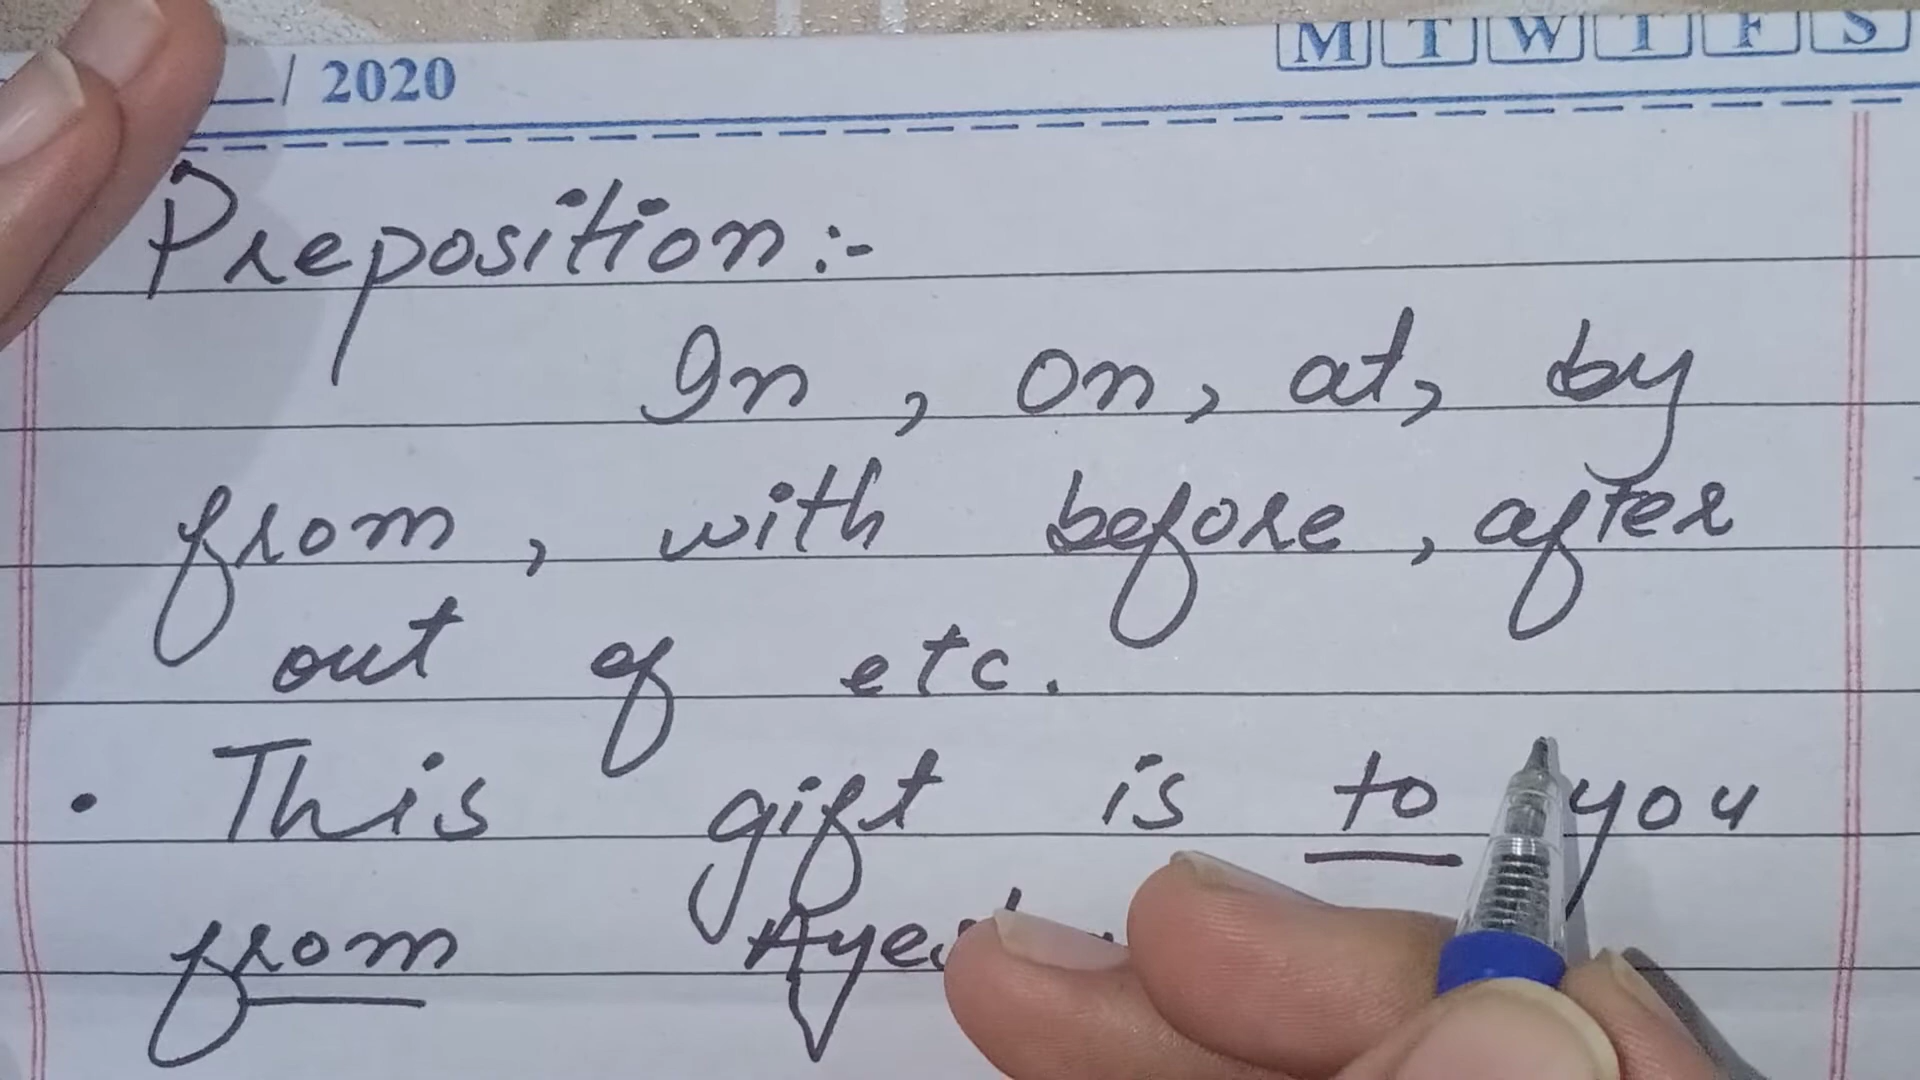 / 2020
M T W T F S
Preposition :-
In , on , at , by
from , with before , after
out of etc.
• This gift is to you
from